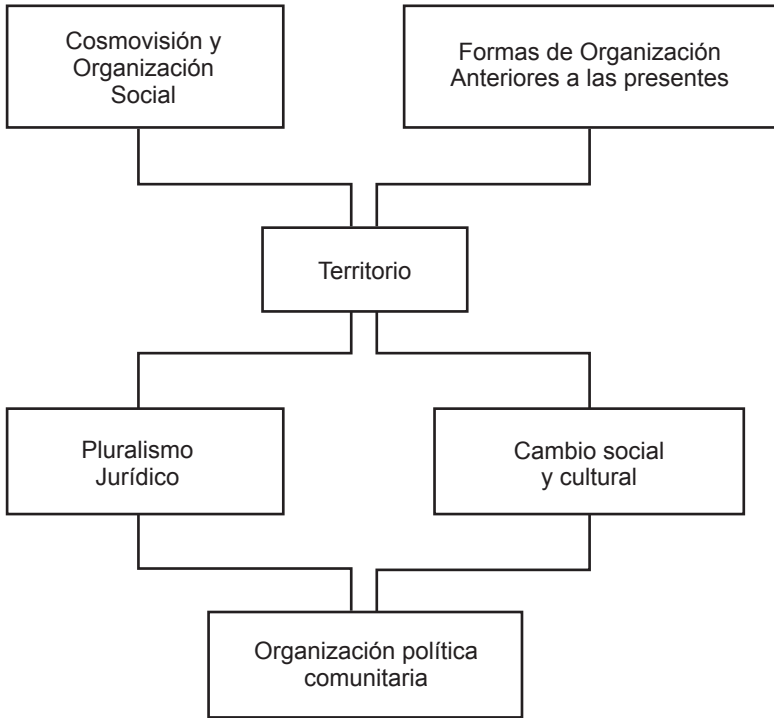 Cosmovisión y
Organización
Social
Formas de Organización
Anteriores a las presentes
Territorio
Pluralismo
Jurídico
Cambio social
y cultural
Organización política
comunitaria